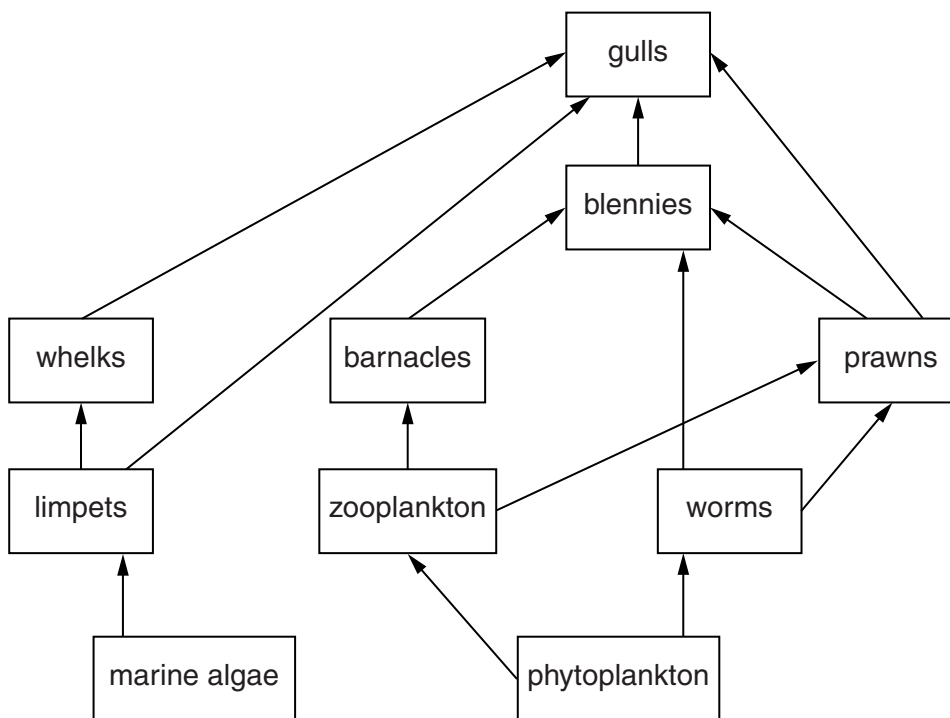 gulls
blennies
whelks
barnacles
prawns
limpets
zooplankton
worms
marine algae
phytoplankton